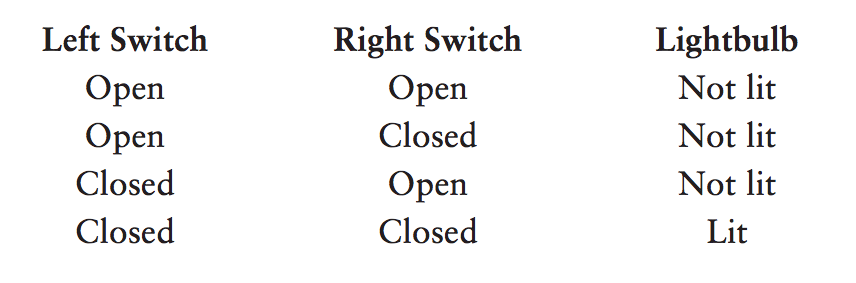 Left Switch Right Switch Lightbulb
Open Open Not lit
Open Closed Not lit
Closed Open Not lit
Closed Closed Lit